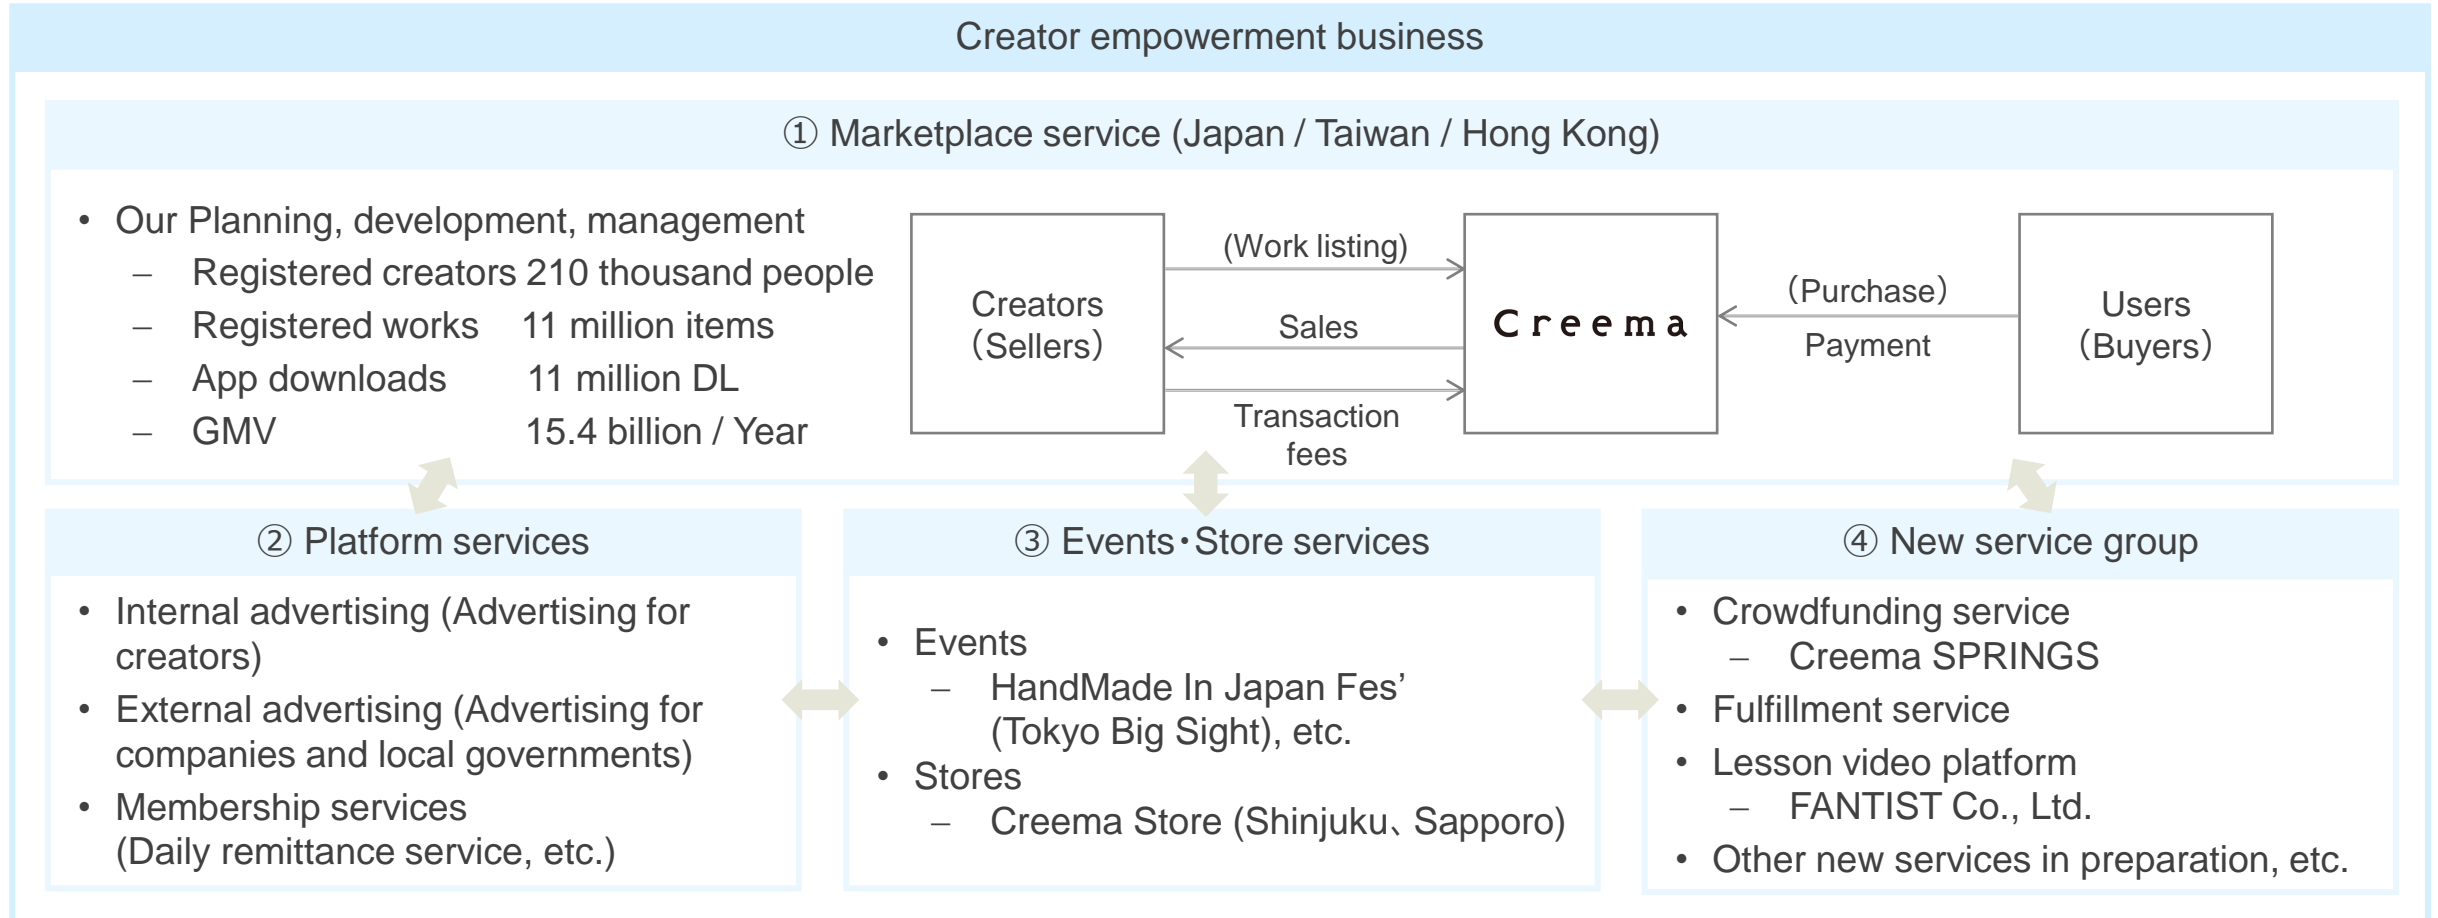 Creator empowerment business
① Marketplace service (Japan / Taiwan / Hong Kong)
• Our Planning, development, management
– Registered creators 210 thousand people
– Registered works 11 million items
– App downloads 11 million DL
– GMV 15.4 billion / Year
Creators
（Sellers）
(Work listing)
Sales
Transaction
fees
Creema
（Purchase）
Payment
Users
（Buyers）
② Platform services
• Internal advertising (Advertising for
creators)
• External advertising (Advertising for
companies and local governments)
• Membership services
(Daily remittance service, etc.)
③ Events・Store services
• Events
– HandMade In Japan Fes’
(Tokyo Big Sight), etc.
• Stores
– Creema Store (Shinjuku、Sapporo)
④ New service group
• Crowdfunding service
– Creema SPRINGS
• Fulfillment service
• Lesson video platform
– FANTIST Co., Ltd.
• Other new services in preparation, etc.